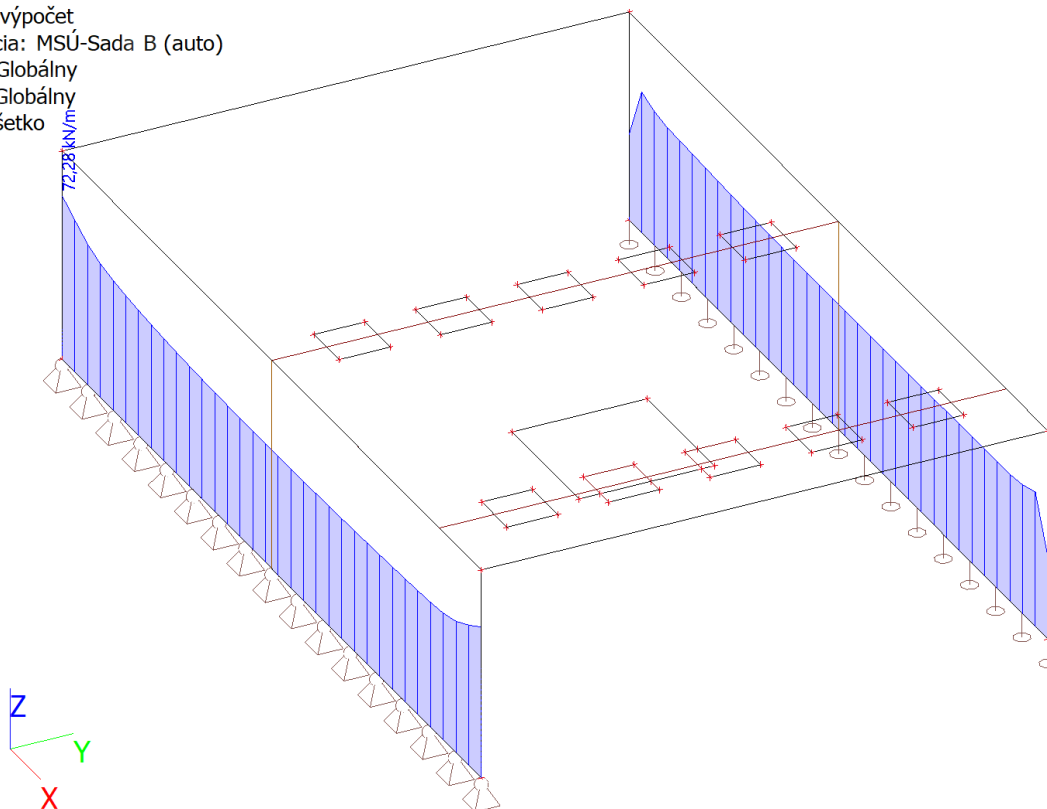 výpočet
cia: MSÚ-Sada B (auto)
Globálny
Globálny
šetko
72,28 kN/m
Z
Y
X